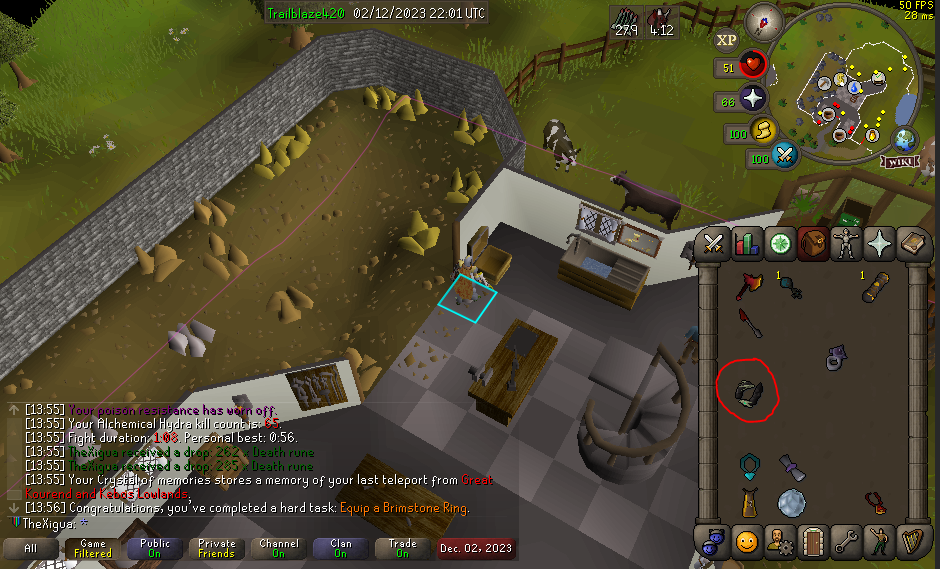 Trailblaze420 02/12/2023 22:01 UTC
50 FPS
28 ms
279
4:12
XP
51
66
100
100
WIKI
1
1
[13:55] Your poison resistance has worn off.
[13:55] Your Alchemical Hydra kill count is: 65.
[13:55] Fight duration: 1:03. Personal best: 0:56.
[13:55] TheXigua received a drop: 262 x Death rune
[13:55] TheXigua received a drop: 265 x Death rune
[13:55] Your Crystal of memories stores a memory of your last teleport from Great
Kourend and Kebos Lowlands.
[13:56] Congratulations, you've completed a hard task: Equip a Brimstone Ring.
TheXigua: *
All
Game
Filtered
Public
On
Private
Friends
Channel
On
Clan
On
Trade
On
Dec. 02, 2023